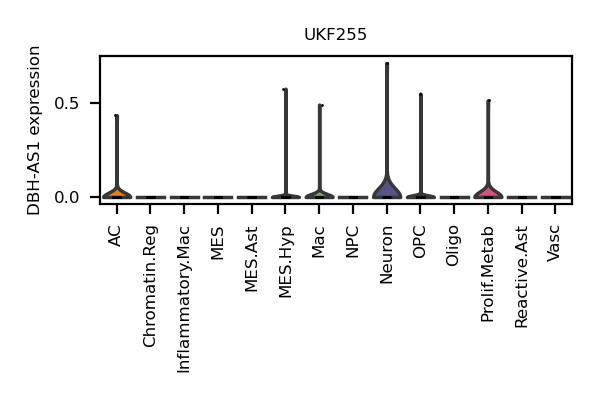 UKF255
DBH-AS1 expression
0.5
0.0
AC
Chromatin.Reg
Inflammatory.Mac
MES
MES.Ast
MES.Hyp
Mac
NPC
Neuron
OPC
Oligo
Prolif.Metab
Reactive.Ast
Vasc